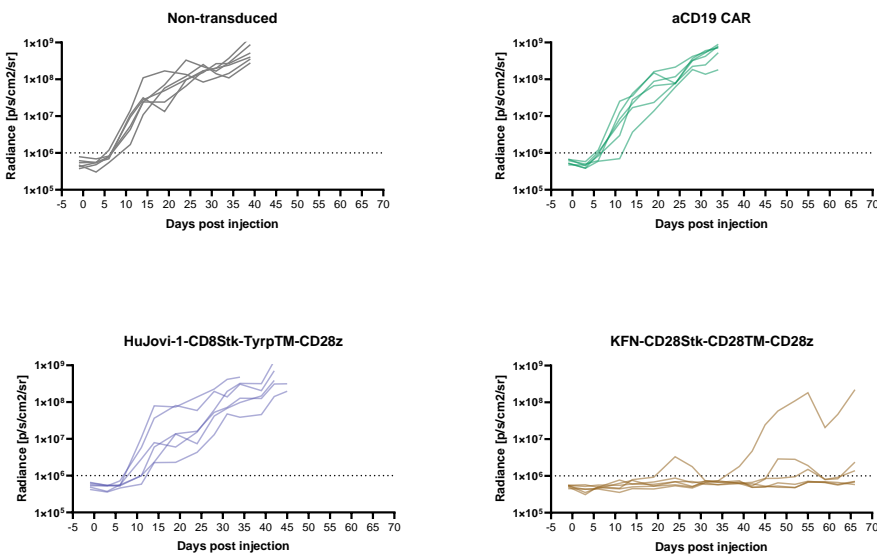 Non-transduced
Radiance [p/s/cm2/sr]
1×10⁹
1×10⁸
1×10⁷
1×10⁶
1×10⁵
-5 0 5 10 15 20 25 30 35 40 45 50 55 60 65 70
Days post injection
aCD19 CAR
Radiance [p/s/cm2/sr]
1×10⁹
1×10⁸
1×10⁷
1×10⁶
1×10⁵
-5 0 5 10 15 20 25 30 35 40 45 50 55 60 65 70
Days post injection
HuJovi-1-CD8Stk-TyrpTM-CD28z
Radiance [p/s/cm2/sr]
1×10⁹
1×10⁸
1×10⁷
1×10⁶
1×10⁵
-5 0 5 10 15 20 25 30 35 40 45 50 55 60 65 70
Days post injection
KFN-CD28Stk-CD28TM-CD28z
Radiance [p/s/cm2/sr]
1×10⁹
1×10⁸
1×10⁷
1×10⁶
1×10⁵
-5 0 5 10 15 20 25 30 35 40 45 50 55 60 65 70
Days post injection